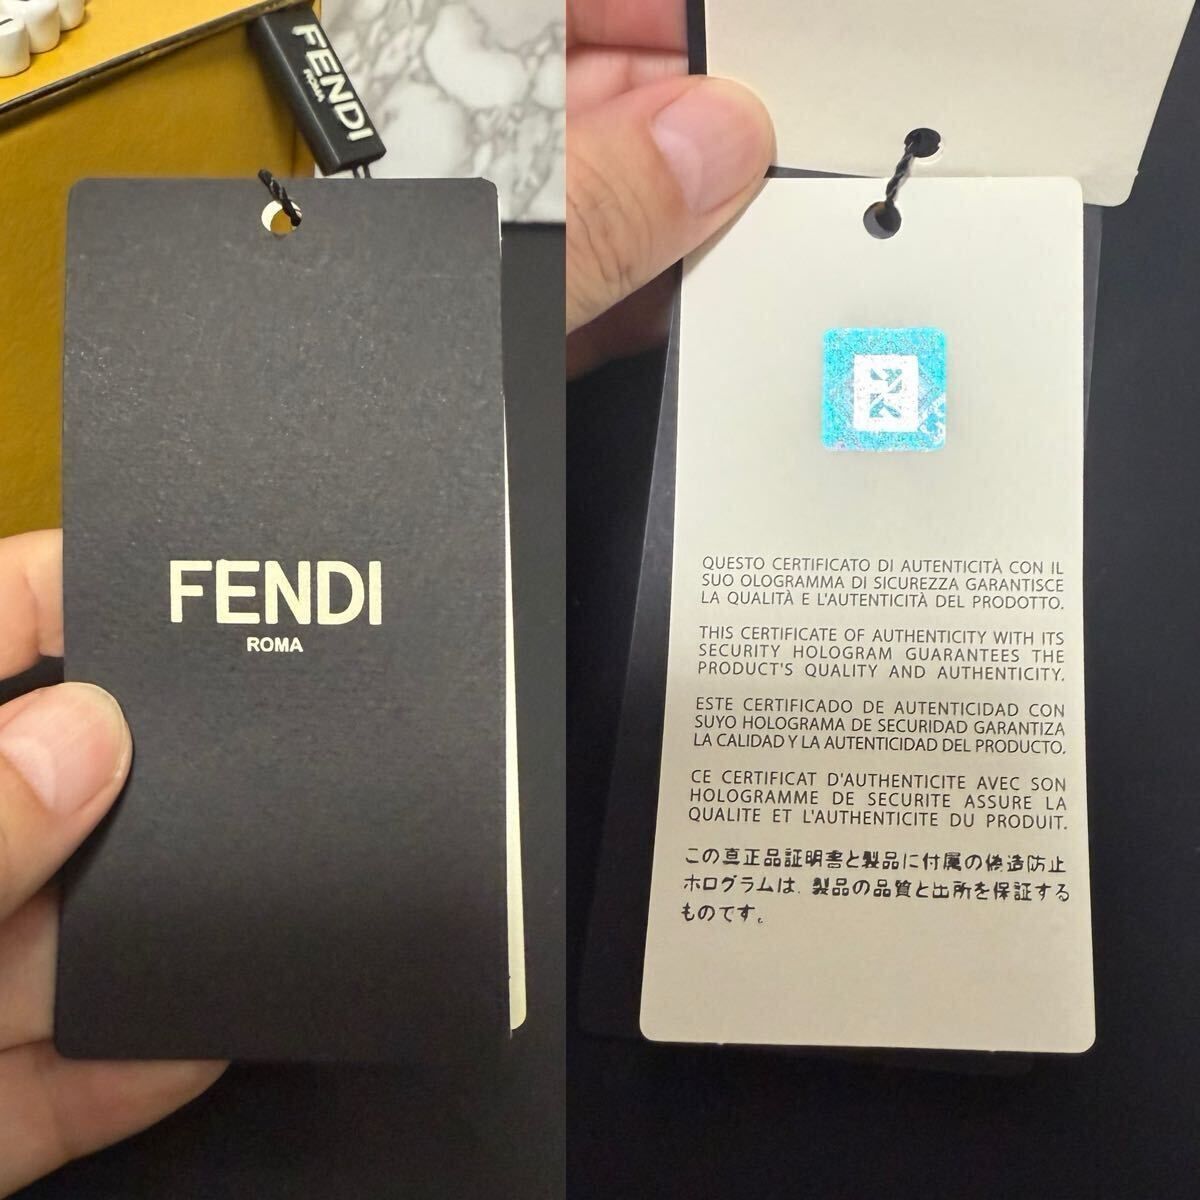 FENDI
ROMA
FENDI
ROMA
QUESTO CERTIFICATO DI AUTENTICITÀ CON IL
SUO OLOGRAMMA DI SICUREZZA GARANTISCE
LA QUALITÀ E L'AUTENTICITÀ DEL PRODOTTO.
THIS CERTIFICATE OF AUTHENTICITY WITH ITS
SECURITY HOLOGRAM GUARANTEES THE
PRODUCT'S QUALITY AND AUTHENTICITY.
ESTE CERTIFICADO DE AUTENTICIDAD CON
SUYO HOLOGRAMA DE SEGURIDAD GARANTIZA
LA CALIDAD Y LA AUTENTICIDAD DEL PRODUCTO.
CE CERTIFICAT D'AUTHENTICITE AVEC SON
HOLOGRAMME DE SECURITE ASSURE LA
QUALITE ET L'AUTHENTICITE DU PRODUIT.
この真正品証明書と製品に付属の偽造防止
ホログラムは、製品の品質と出所を保証する
ものです。